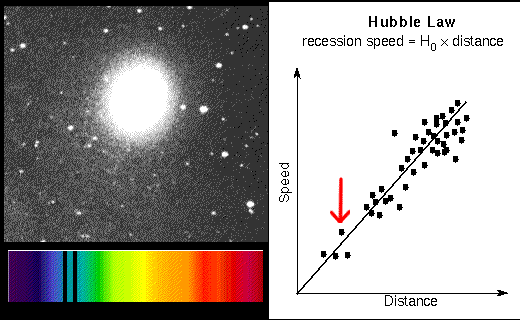 Hubble Law
recession speed = H₀ × distance
Speed
Distance